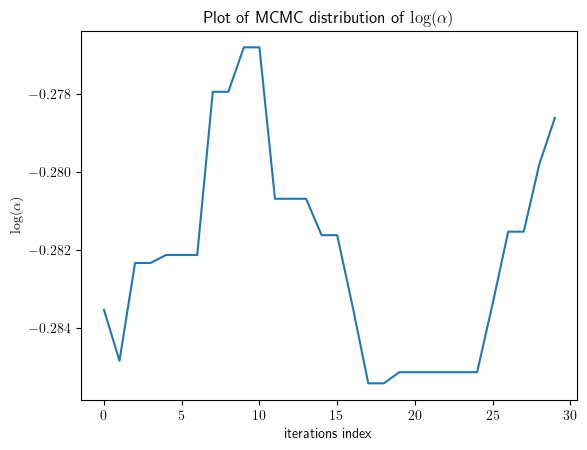 Plot of MCMC distribution of log(α)
−0.278
−0.280
−0.282
−0.284
log(α)
0 5 10 15 20 25 30
iterations index